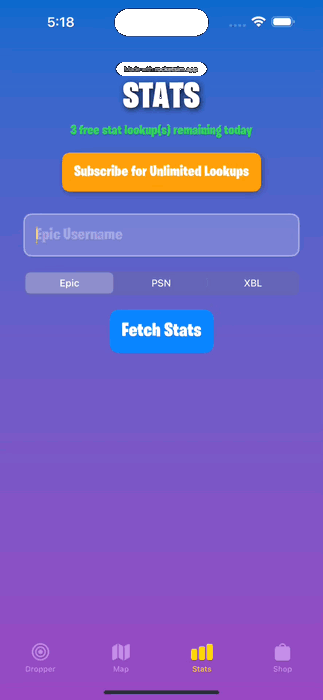 5:18
STATS
3 free stat lookup(s) remaining today
Subscribe for Unlimited Lookups
Epic Username
Epic PSN XBL
Fetch Stats
Dropper Map Stats Shop